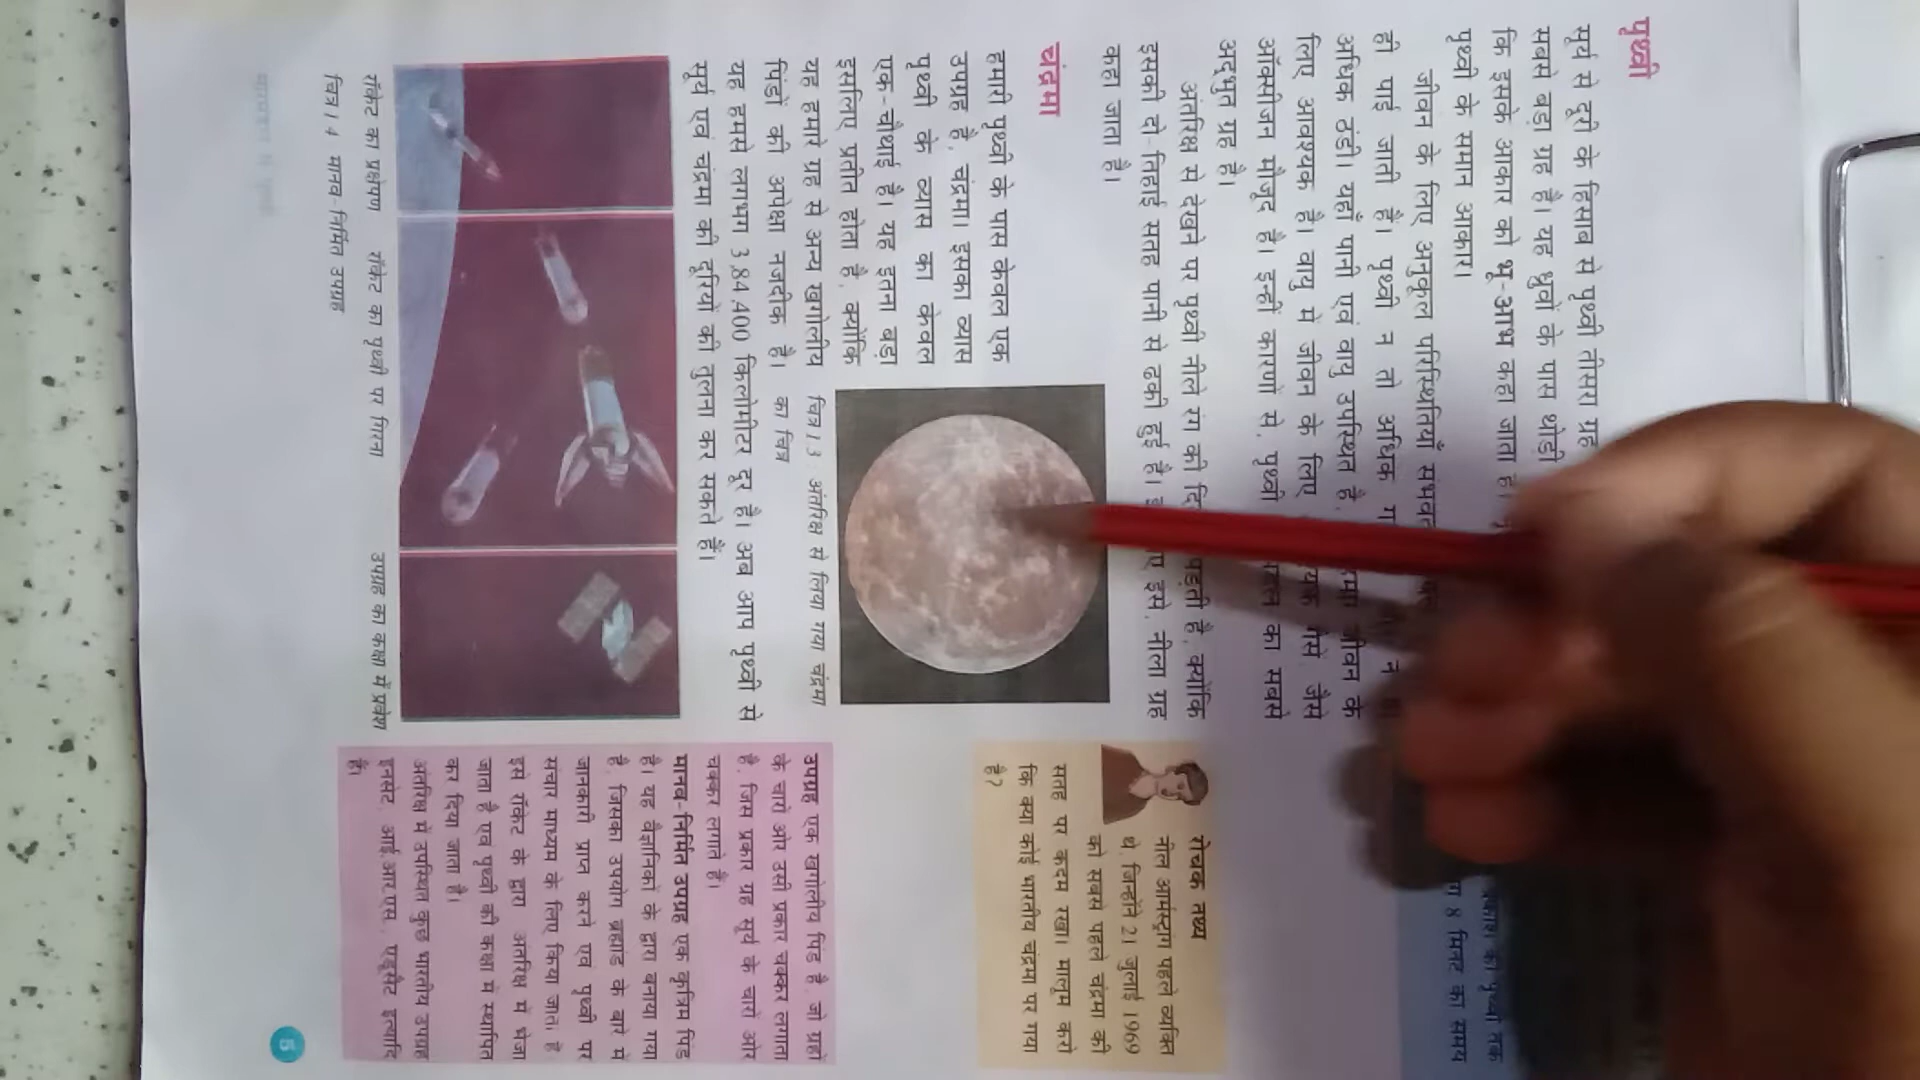 पृथ्वी
सूर्य से दूरी के हिसाब से पृथ्वी तीसरा ग्रह
सबसे बड़ा ग्रह है। यह ध्रुवों के पास थोड़ी
कि इसके आकार को भू-आभ कहा जाता है।
पृथ्वी के समान आकार।
जीवन के लिए अनुकूल परिस्थितियाँ संभवतः
ही पाई जाती हैं। पृथ्वी न तो अधिक
अधिक ठंडी। यहाँ पानी एवं वायु उपस्थित है, जीवन के
लिए आवश्यक है। वायु में जीवन के लिए गैसें जैसे
ऑक्सीजन मौजूद है। इन्हीं कारणों से, पृथ्वी का सबसे
अद्भुत ग्रह है।
अंतरिक्ष से देखने पर पृथ्वी नीले रंग की पड़ती है, क्योंकि
इसकी दो-तिहाई सतह पानी से ढकी हुई है। इसे, नीला ग्रह
कहा जाता है।
चंद्रमा
हमारी पृथ्वी के पास केवल एक
उपग्रह है, चंद्रमा। इसका व्यास
पृथ्वी के व्यास का केवल
एक-चौथाई है। यह इतना बड़ा
इसलिए प्रतीत होता है, क्योंकि
यह हमारे ग्रह से अन्य खगोलीय
पिंडों की अपेक्षा नजदीक है।
यह हमसे लगभग 3,84,400 किलोमीटर दूर है। अब आप पृथ्वी से
सूर्य एवं चंद्रमा की दूरियों की तुलना कर सकते हैं।
चित्र 1.3 : अंतरिक्ष से लिया गया चंद्रमा
का चित्र
रॉकेट का प्रक्षेपण रॉकेट का पृथ्वी पर गिरना उपग्रह का कक्षा में प्रवेश
चित्र 1.4 : मानव-निर्मित उपग्रह
प्रकाश को पृथ्वी तक
8 मिनट का समय
रोचक तथ्य
नील आर्मस्ट्रांग पहले व्यक्ति
थे, जिन्होंने 21 जुलाई 1969
को सबसे पहले चंद्रमा की
सतह पर कदम रखा। मालूम करो
कि क्या कोई भारतीय चंद्रमा पर गया
है?
उपग्रह एक खगोलीय पिंड है, जो ग्रहों
के चारों ओर उसी प्रकार चक्कर लगाता
है, जिस प्रकार ग्रह सूर्य के चारों ओर
चक्कर लगाते हैं।
मानव-निर्मित उपग्रह एक कृत्रिम पिंड
है। यह वैज्ञानिकों के द्वारा बनाया गया
है, जिसका उपयोग ब्रह्मांड के बारे में
जानकारी प्राप्त करने एवं पृथ्वी पर
संचार माध्यम के लिए किया जाता है।
इसे रॉकेट के द्वारा अंतरिक्ष में भेजा
जाता है एवं पृथ्वी की कक्षा में स्थापित
कर दिया जाता है।
अंतरिक्ष में उपस्थित कुछ भारतीय उपग्रह
इनसेट, आई.आर.एस., एडूसैट इत्यादि
हैं।
5